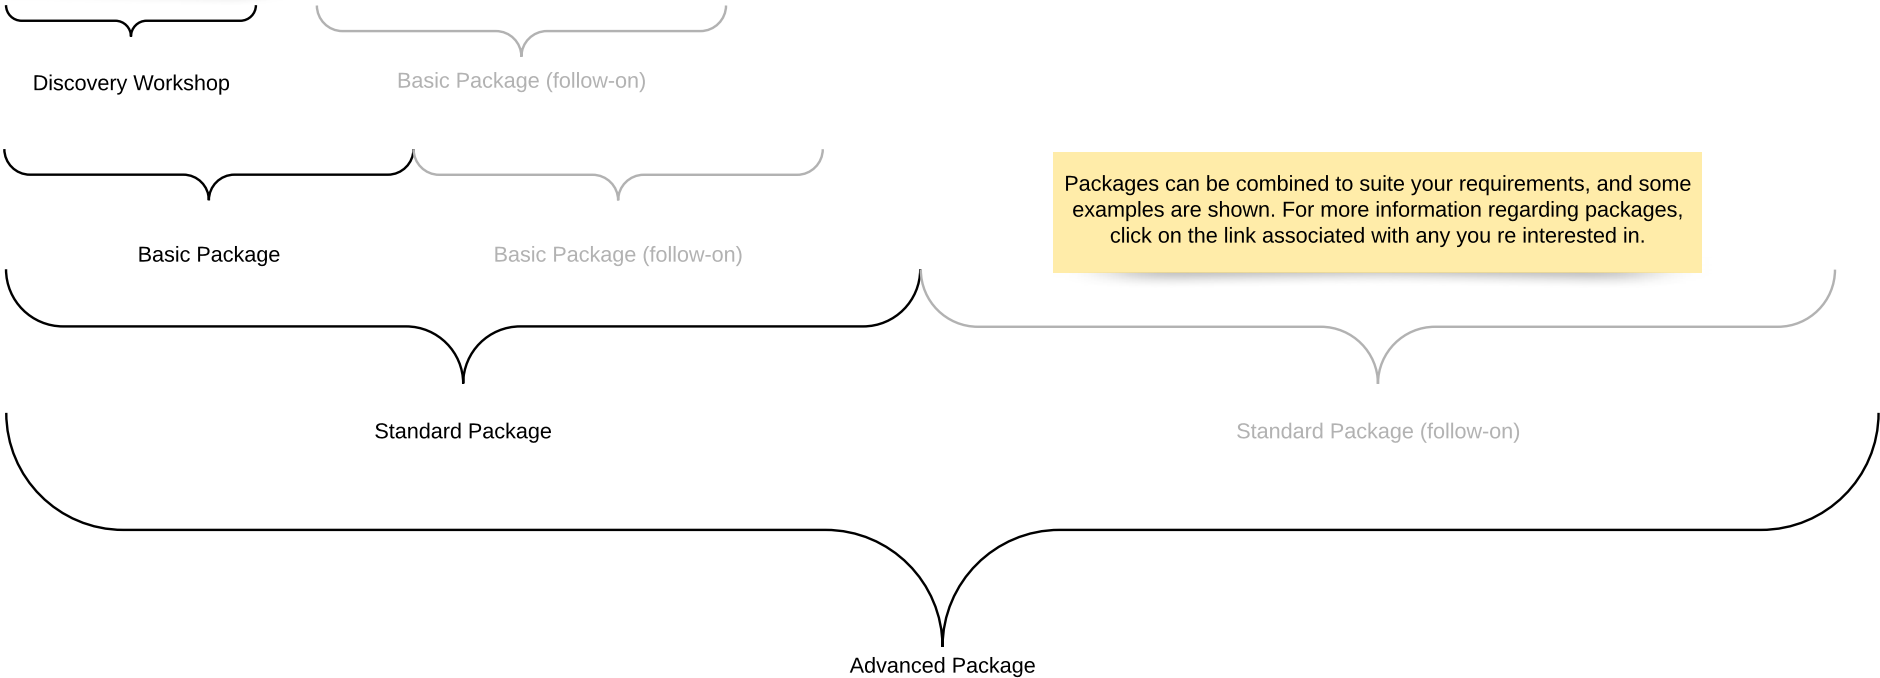 Discovery Workshop
Basic Package (follow-on)
Packages can be combined to suite your requirements, and some
examples are shown. For more information regarding packages,
click on the link associated with any you re interested in.
Basic Package
Basic Package (follow-on)
Standard Package
Standard Package (follow-on)
Advanced Package